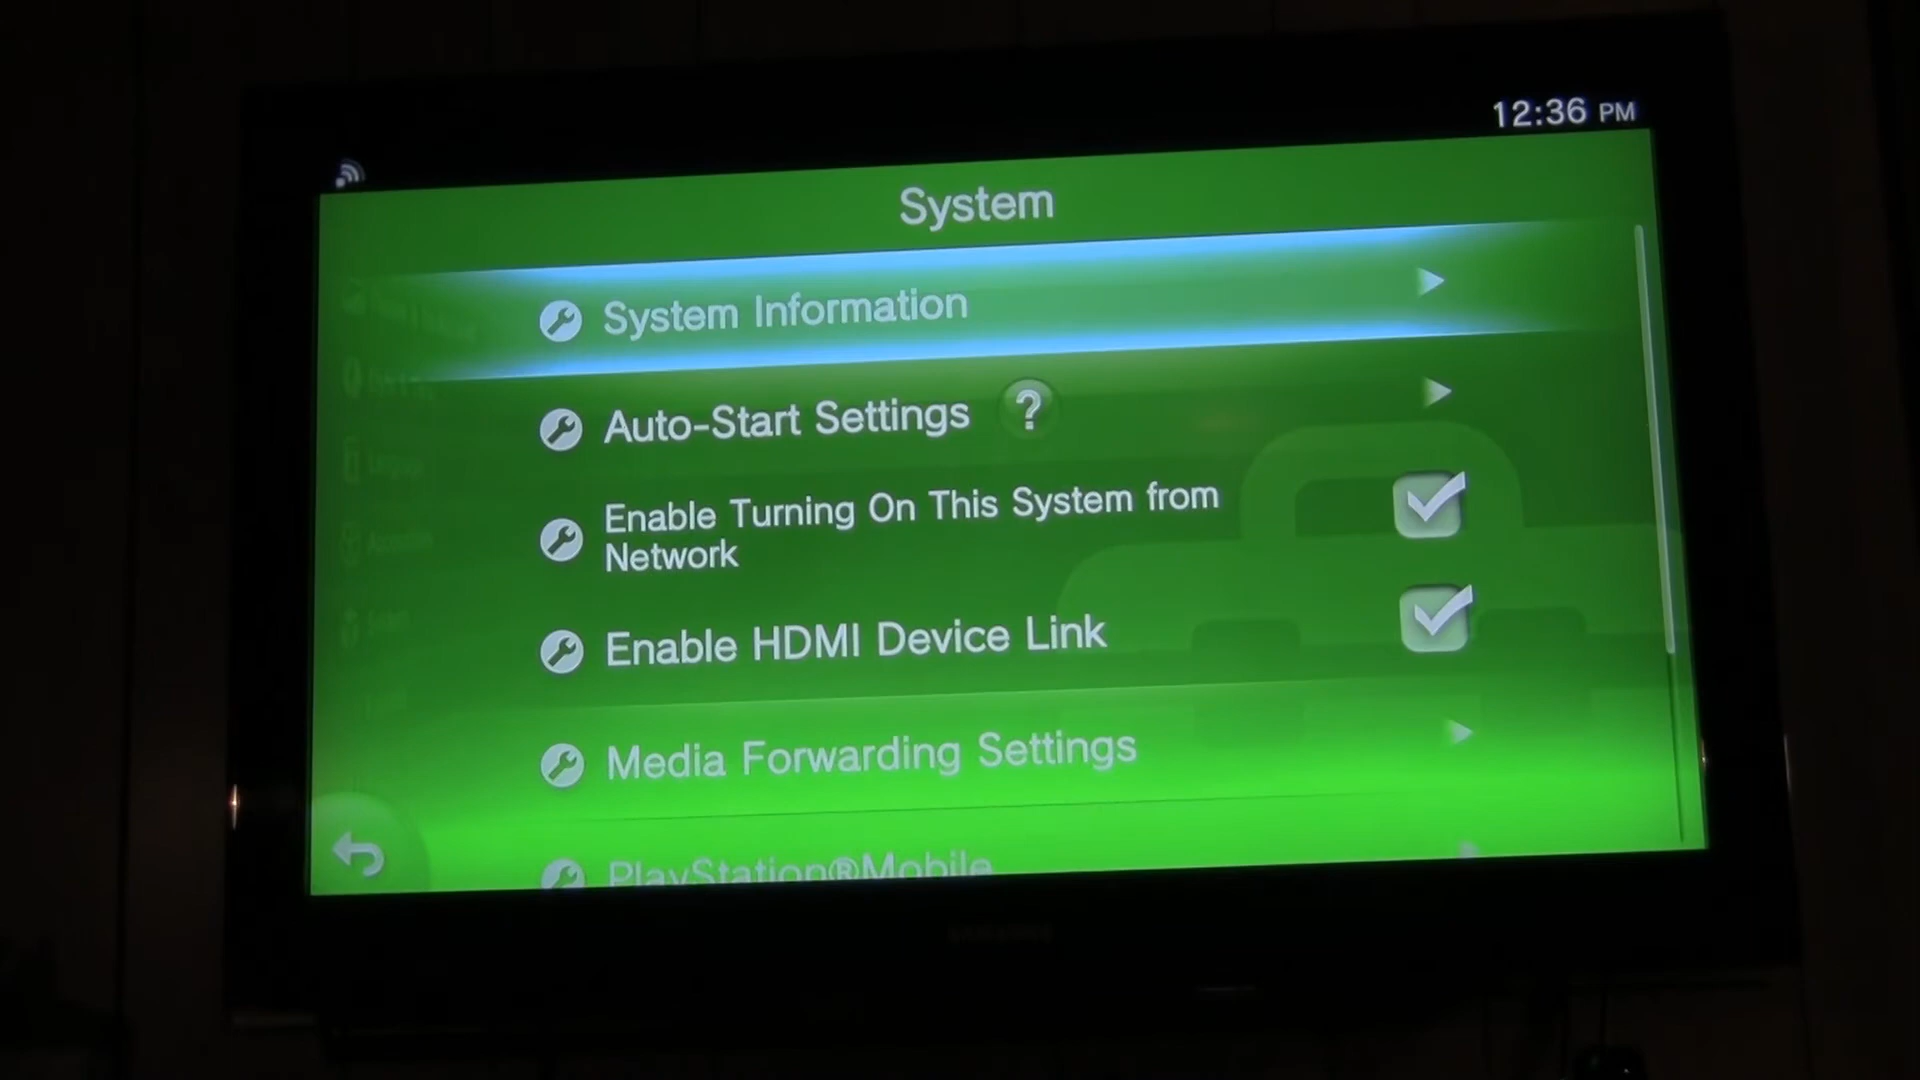 12:36 PM
System
System Information
Auto-Start Settings ?
Enable Turning On This System from
Network
Enable HDMI Device Link
Media Forwarding Settings
PlayStation®Mobile